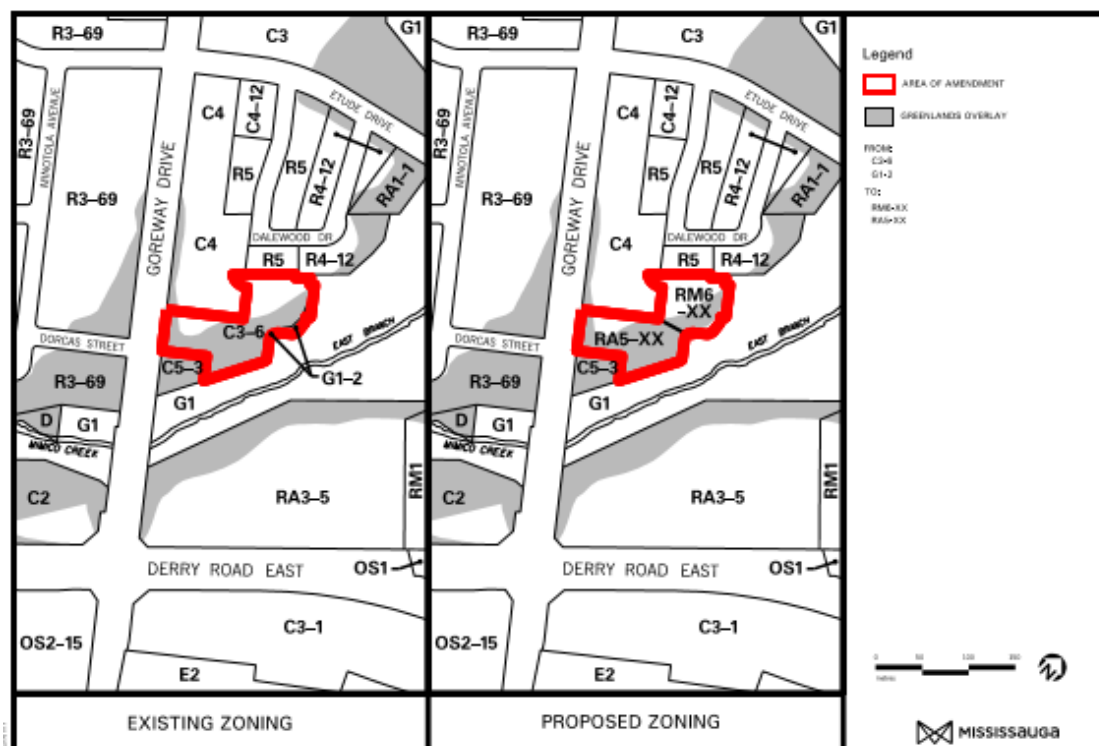 R3–69
C3
G1
R3–69
MINOTOLA AVENUE
C4
C4–12
ETUDE DRIVE
R3–69
GOREWAY DRIVE
R5
R5
R4–12
RA1–1
C4
DALEWOOD DR
R5
R4–12
C3–6
EAST BRANCH
DORCAS STREET
C5–3
G1–2
R3–69
G1
D
G1
MIMICO CREEK
C2
RA3–5
RM1
DERRY ROAD EAST
OS1
C3–1
OS2–15
E2
EXISTING ZONING
R3–69
C3
G1
R3–69
MINOTOLA AVENUE
C4
C4–12
ETUDE DRIVE
R3–69
GOREWAY DRIVE
R5
R5
R4–12
RA1–1
C4
DALEWOOD DR
R5
R4–12
RM6
–XX
RA5–XX
EAST BRANCH
DORCAS STREET
C5–3
R3–69
G1
D
G1
MIMICO CREEK
C2
RA3–5
RM1
DERRY ROAD EAST
OS1
C3–1
OS2–15
E2
PROPOSED ZONING
Legend
AREA OF AMENDMENT
GREENLANDS OVERLAY
FROM:
C3-6
G1-2
TO:
RM6-XX
RA5-XX
0 50 100 150
metres
N
MISSISSAUGA